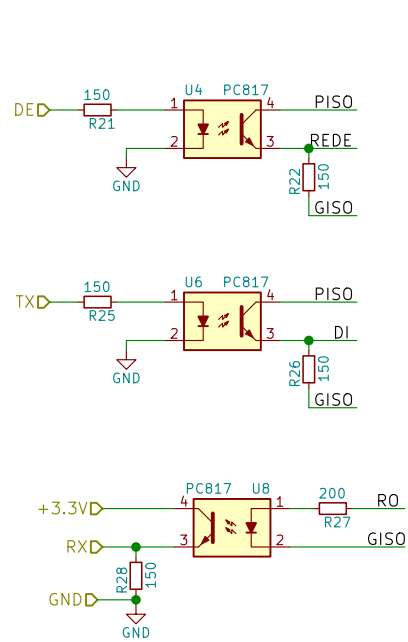 150 U4 PC817
DE 1 4 PISO
R21
2 3 REDE
GND R22 150
GISO
150 U6 PC817
TX 1 4 PISO
R25
2 3 DI
GND R26 150
GISO
PC817 U8
+3.3V 4 1 200 RO
R27
RX 3 2 GISO
R28 150
GND
GND